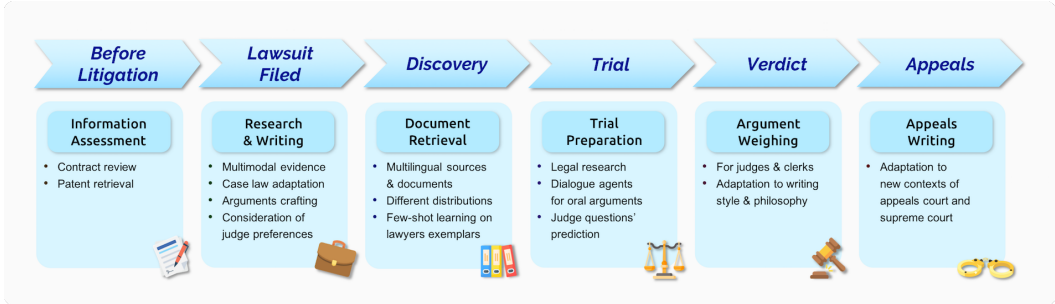 Before
Litigation
Lawsuit
Filed
Discovery
Trial
Verdict
Appeals
Information
Assessment
• Contract review
• Patent retrieval
Research
& Writing
• Multimodal evidence
• Case law adaptation
• Arguments crafting
• Consideration of
judge preferences
Document
Retrieval
• Multilingual sources
& documents
• Different distributions
• Few-shot learning on
lawyers exemplars
Trial
Preparation
• Legal research
• Dialogue agents
for oral arguments
• Judge questions'
prediction
Argument
Weighing
• For judges & clerks
• Adaptation to writing
style & philosophy
Appeals
Writing
• Adaptation to
new contexts of
appeals court and
supreme court